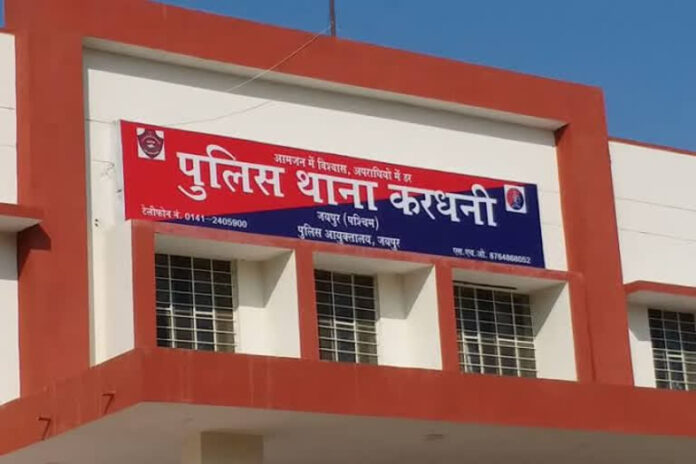 आमजन में विश्वास, अपराधियो में डर
पुलिस थाना करधनी
जयपुर (पश्चिम)
टेलीफोन नं: 0141-2405900
पुलिस आयुक्तालय, जयपुर
एस.एच.ओ. 8764868052